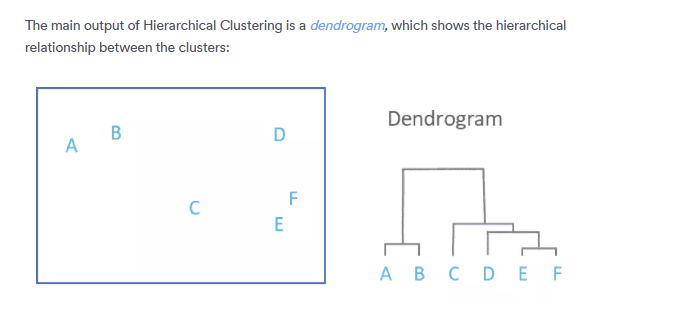 The main output of Hierarchical Clustering is a dendrogram, which shows the hierarchical
relationship between the clusters:
Dendrogram
B
D
A
F
C
E
A B C D E F